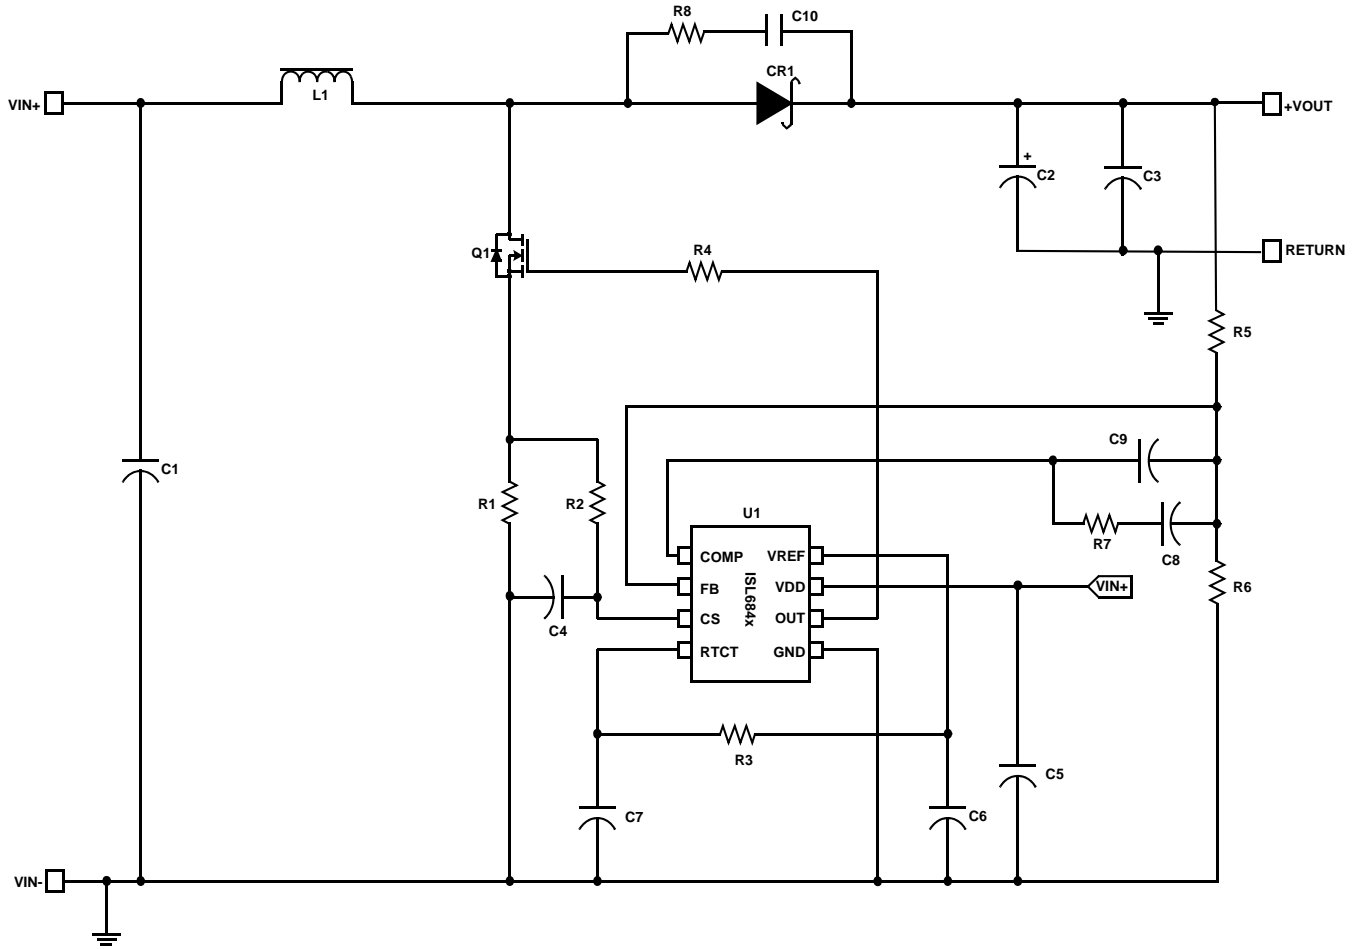 R8
C10
CR1
VIN+
L1
+VOUT
+
C2
C3
Q1
R4
RETURN
R5
C9
C1
R1
R2
U1
R7
C8
COMP
VREF
FB
VDD
VIN+
R6
ISL684x
CS
OUT
C4
RTCT
GND
R3
C5
C7
C6
VIN-